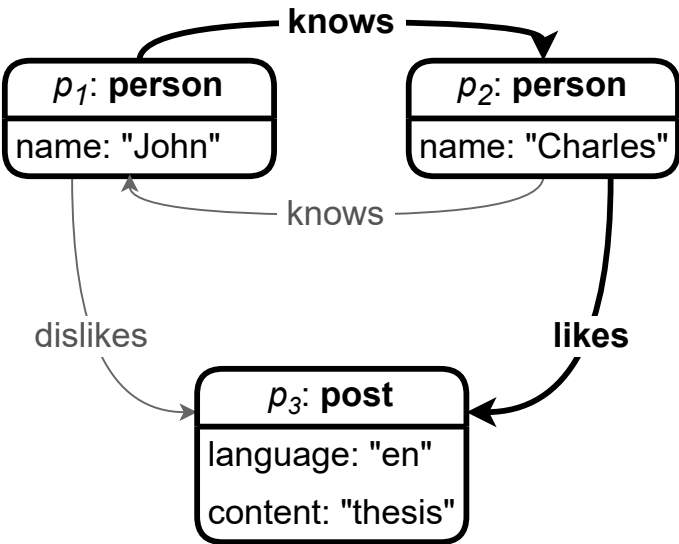 knows
p1: person
name: "John"
p2: person
name: "Charles"
knows
dislikes
likes
p3: post
language: "en"
content: "thesis"